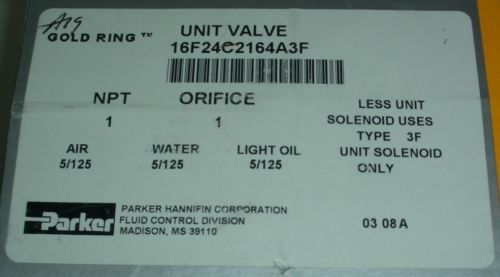 GOLD RING™ UNIT VALVE
16F24C2164A3F
NPT ORIFICE
1 1
AIR WATER LIGHT OIL
5/125 5/125 5/125
LESS UNIT
SOLENOID USES
TYPE 3F
UNIT SOLENOID
ONLY
Parker
PARKER HANNIFIN CORPORATION
FLUID CONTROL DIVISION
MADISON, MS 39110
03 08A